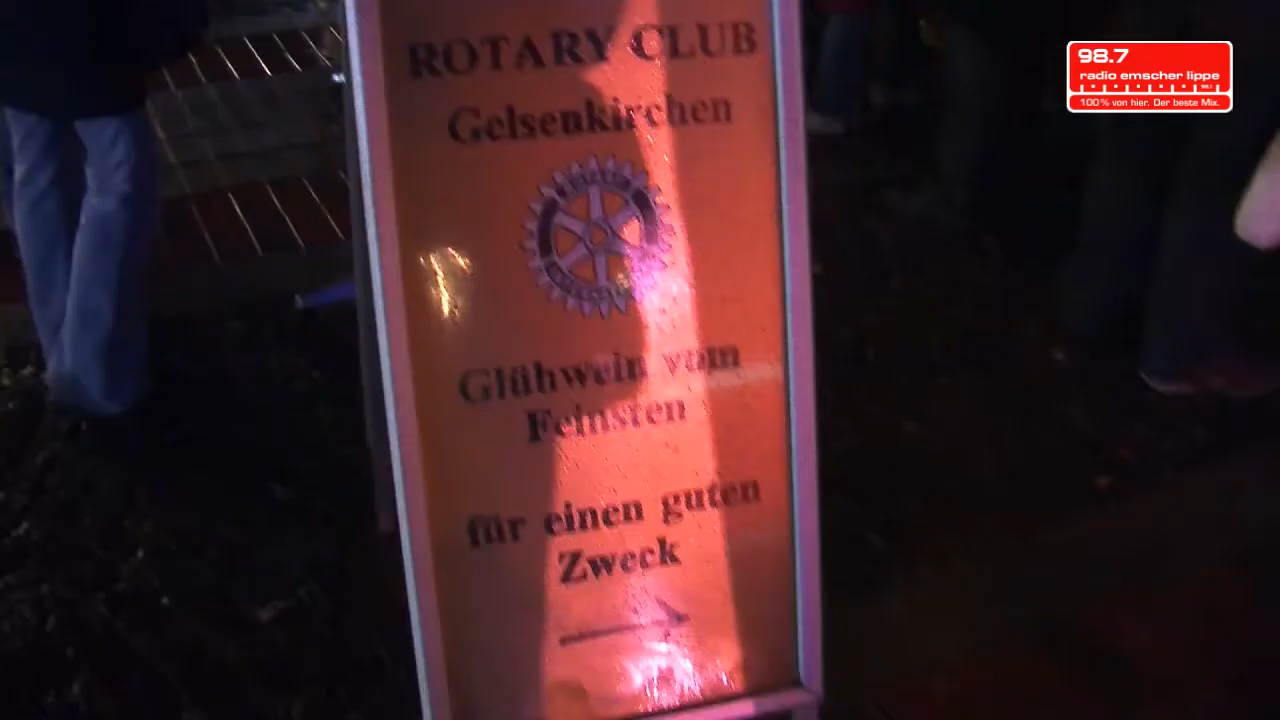 ROTARY CLUB
Gelsenkirchen
Glühwein vom
Feinsten
für einen guten
Zweck
98.7
radio emscher lippe
100% von hier. Der beste Mix.